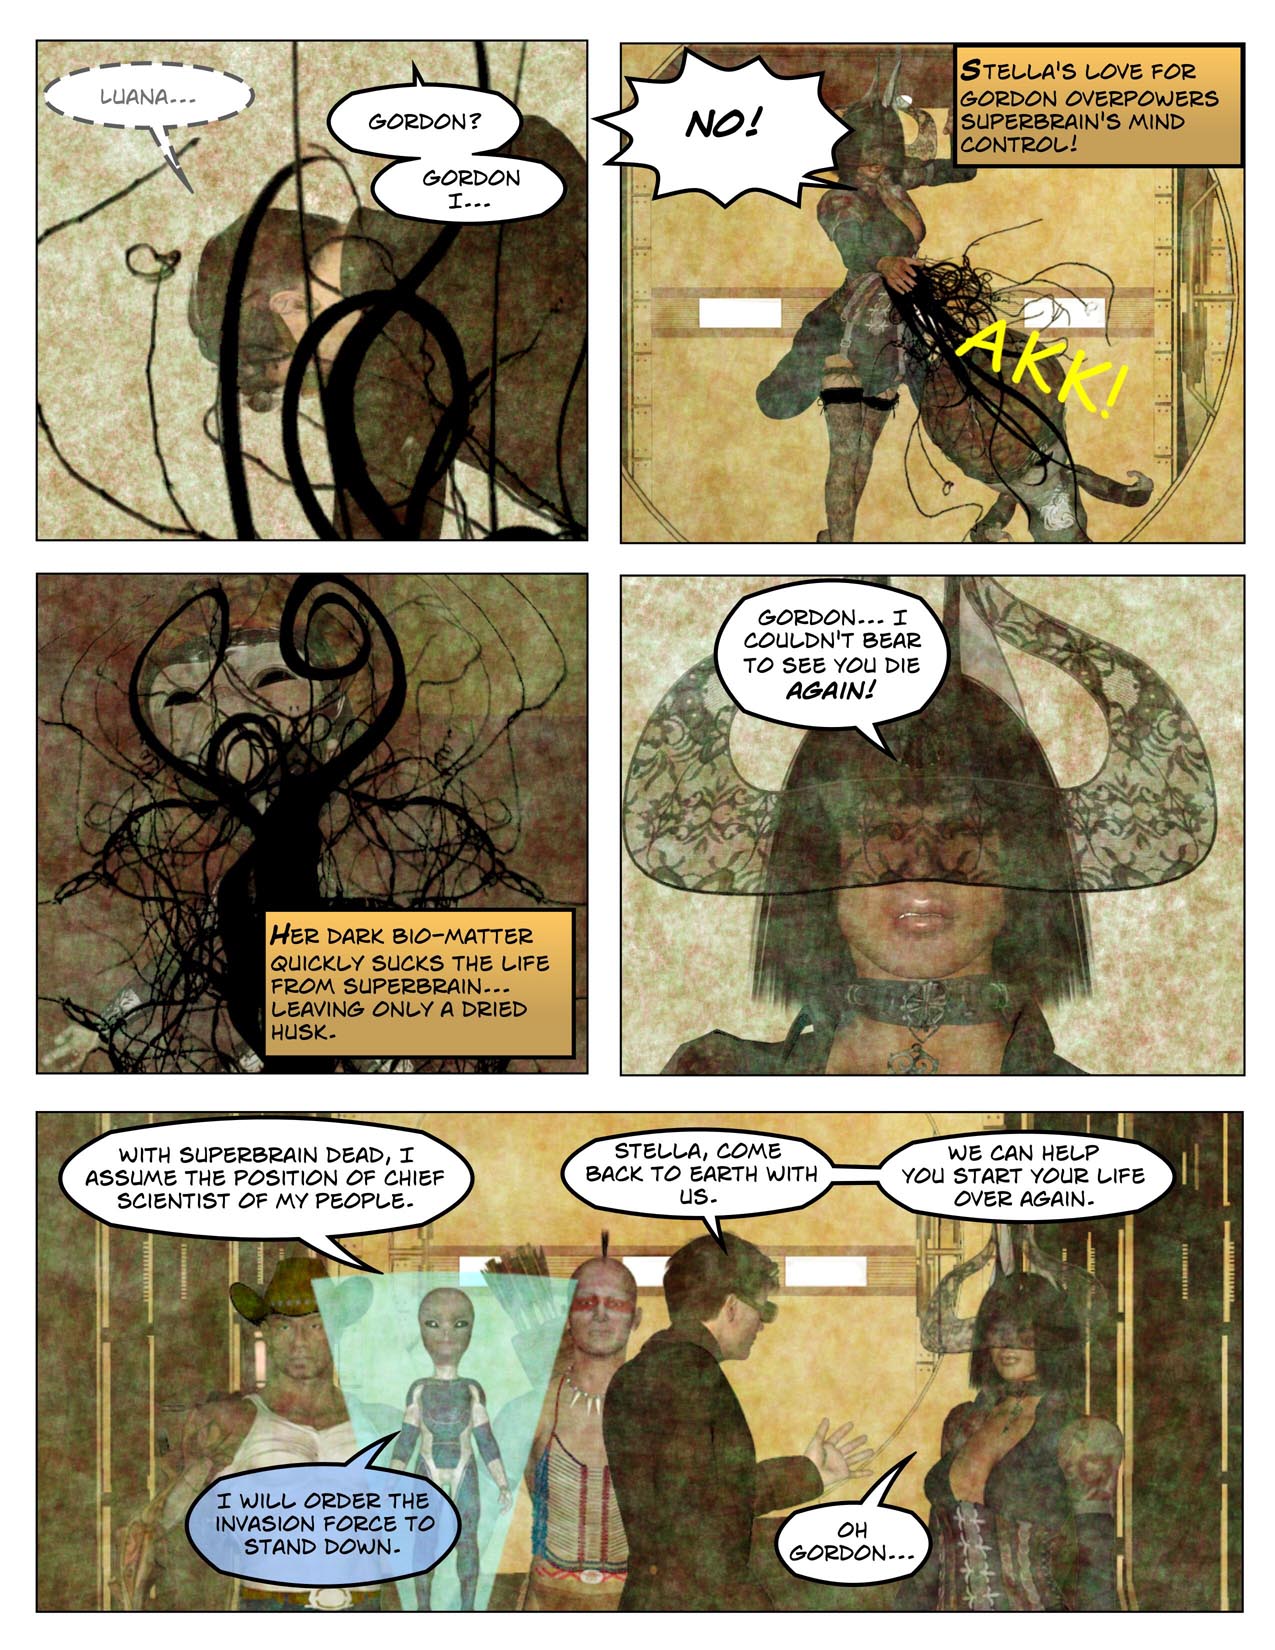 LUANA...
GORDON?
GORDON
I...
NO!
STELLA'S LOVE FOR
GORDON OVERPOWERS
SUPERBRAIN'S MIND
CONTROL!
AKK!
HER DARK BIO-MATTER
QUICKLY SUCKS THE LIFE
FROM SUPERBRAIN...
LEAVING ONLY A DRIED
HUSK.
GORDON... I
COULDN'T BEAR
TO SEE YOU DIE
AGAIN!
WITH SUPERBRAIN DEAD, I
ASSUME THE POSITION OF CHIEF
SCIENTIST OF MY PEOPLE.
STELLA, COME
BACK TO EARTH WITH
US.
WE CAN HELP
YOU START YOUR LIFE
OVER AGAIN.
I WILL ORDER THE
INVASION FORCE TO
STAND DOWN.
OH
GORDON...